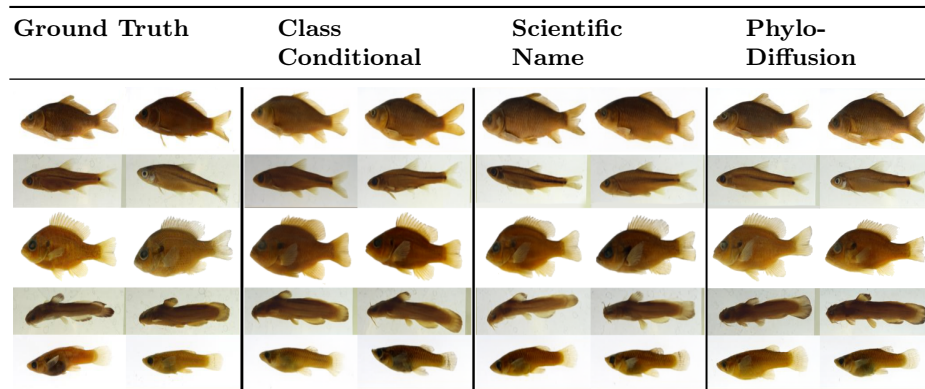 Ground Truth
Class
Conditional
Scientific
Name
Phylo-
Diffusion